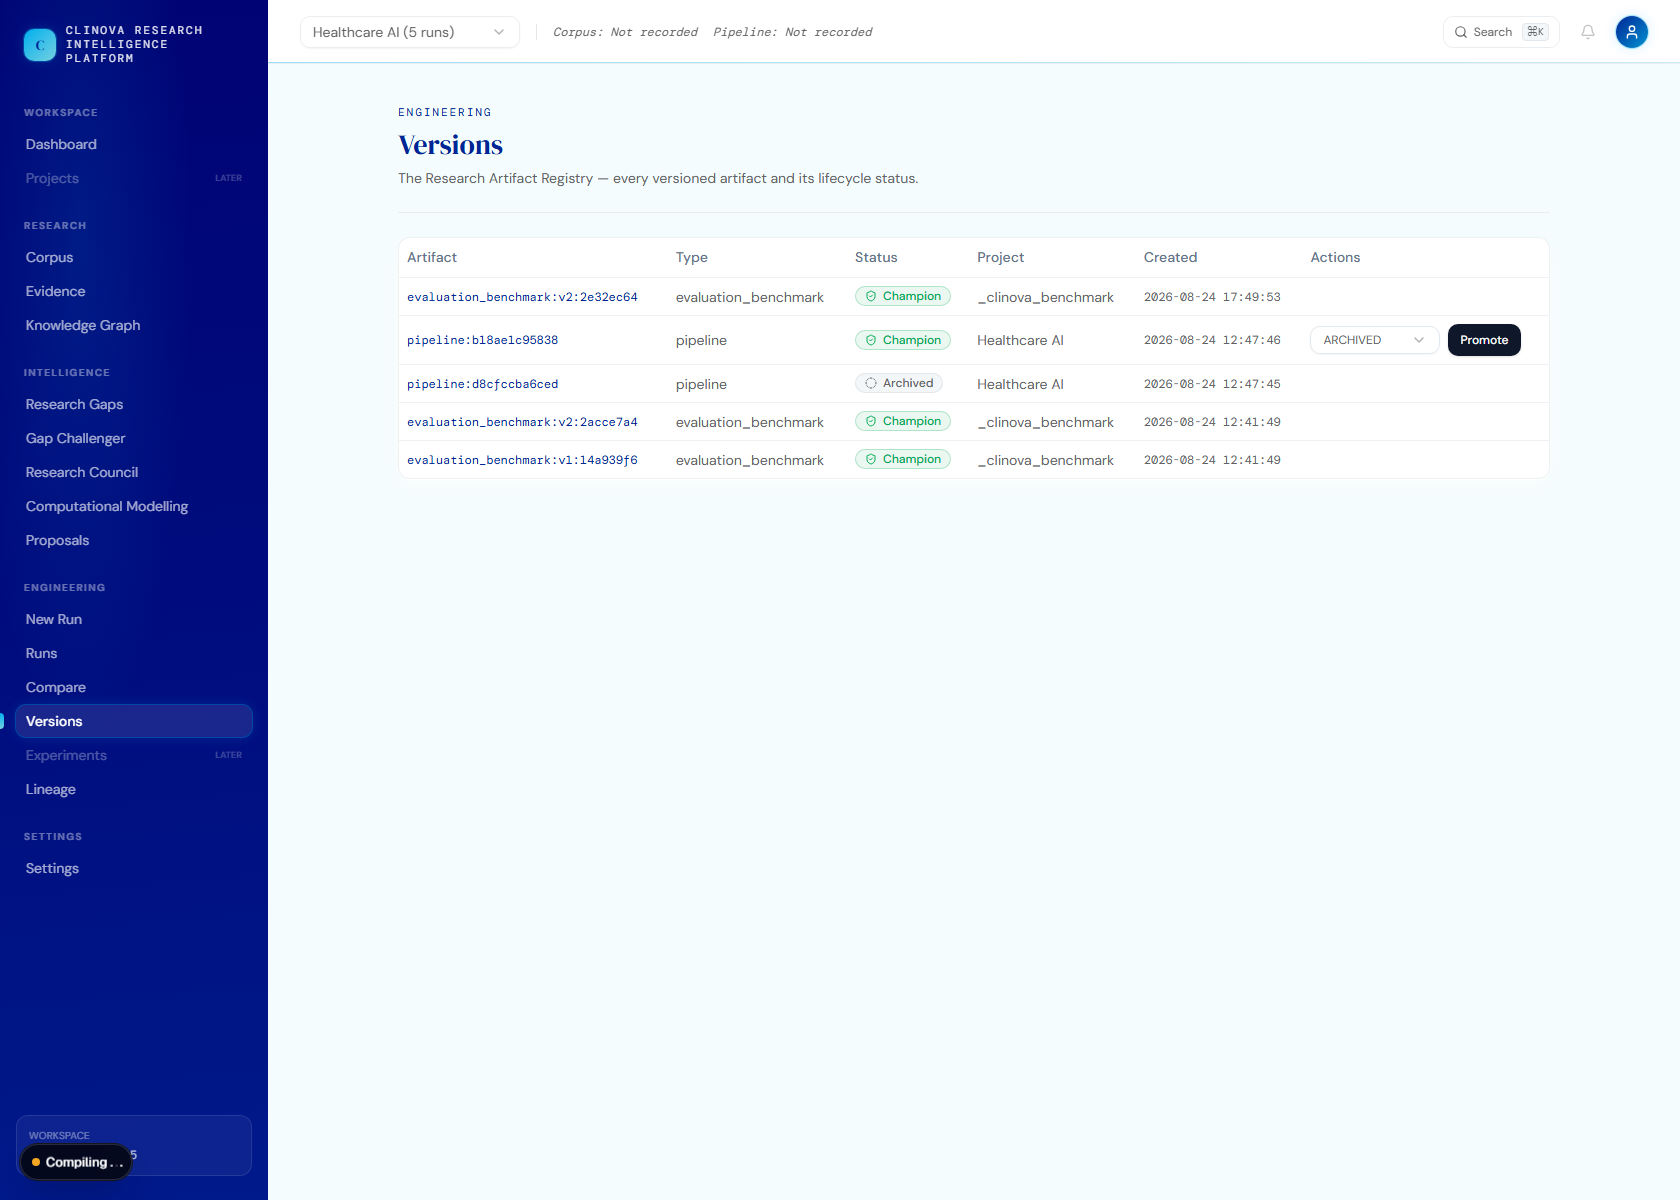 C
CLINOVA RESEARCH
INTELLIGENCE
PLATFORM
WORKSPACE
Dashboard
Projects LATER
RESEARCH
Corpus
Evidence
Knowledge Graph
INTELLIGENCE
Research Gaps
Gap Challenger
Research Council
Computational Modelling
Proposals
ENGINEERING
New Run
Runs
Compare
Versions
Experiments LATER
Lineage
SETTINGS
Settings
WORKSPACE
5
Compiling...
Healthcare AI (5 runs) Corpus: Not recorded Pipeline: Not recorded Search ⌘K
ENGINEERING
Versions
The Research Artifact Registry — every versioned artifact and its lifecycle status.
Artifact Type Status Project Created Actions
evaluation_benchmark:v2:2e32ec64 evaluation_benchmark Champion _clinova_benchmark 2026-08-24 17:49:53
pipeline:b18ae1c95838 pipeline Champion Healthcare AI 2026-08-24 12:47:46 ARCHIVED Promote
pipeline:d8cfccba6ced pipeline Archived Healthcare AI 2026-08-24 12:47:45
evaluation_benchmark:v2:2acce7a4 evaluation_benchmark Champion _clinova_benchmark 2026-08-24 12:41:49
evaluation_benchmark:v1:14a939f6 evaluation_benchmark Champion _clinova_benchmark 2026-08-24 12:41:49